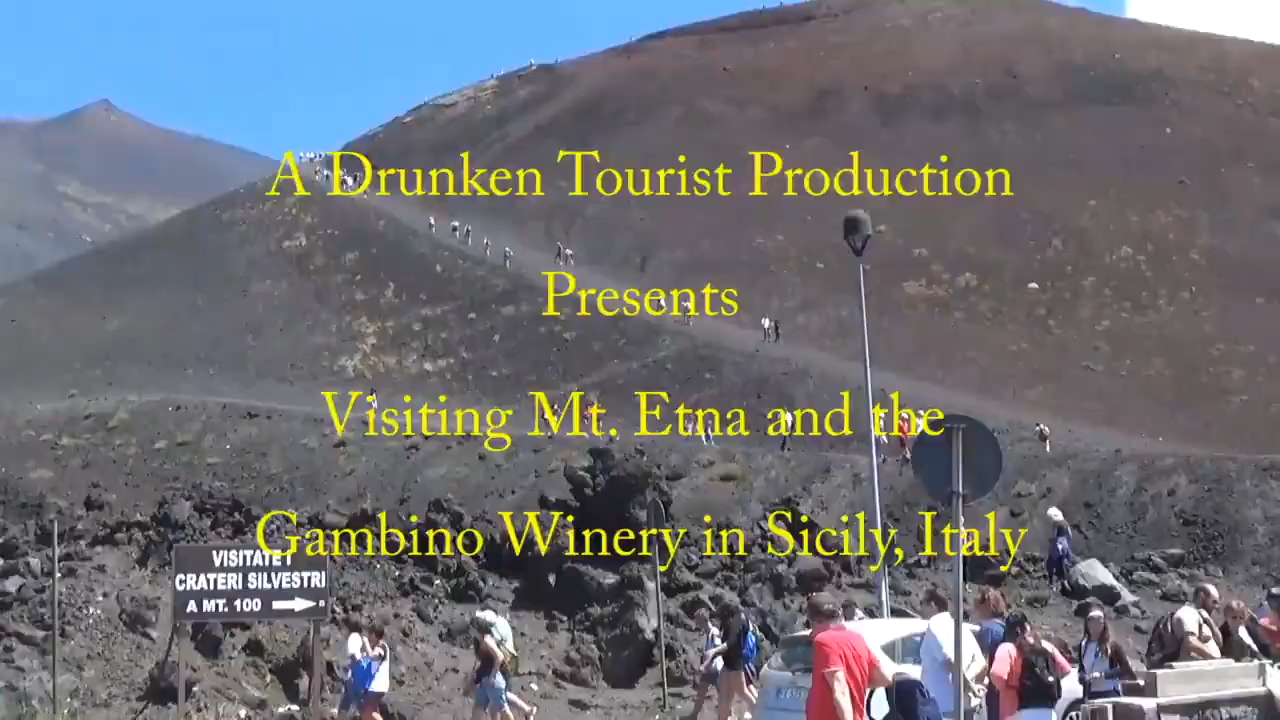 A Drunken Tourist Production
Presents
Visiting Mt. Etna and the
Gambino Winery in Sicily, Italy
VISITATE I
CRATERI SILVESTRI
A MT. 100